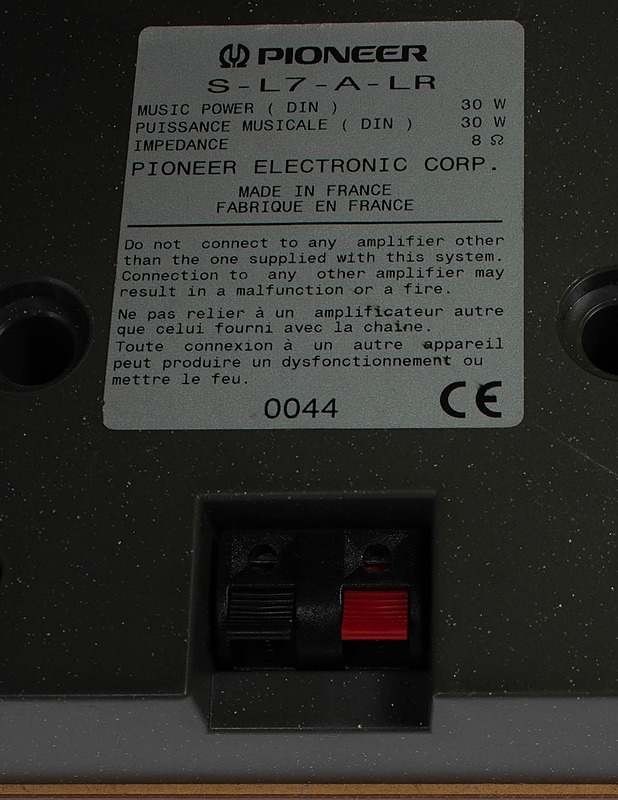 PIONEER
S-L7-A-LR
MUSIC POWER ( DIN ) 30 W
PUISSANCE MUSICALE ( DIN ) 30 W
IMPEDANCE 8 Ω
PIONEER ELECTRONIC CORP.
MADE IN FRANCE
FABRIQUE EN FRANCE
Do not connect to any amplifier other
than the one supplied with this system.
Connection to any other amplifier may
result in a malfunction or a fire.
Ne pas relier à un amplificateur autre
que celui fourni avec la chaîne.
Toute connexion à un autre appareil
peut produire un dysfonctionnement ou
mettre le feu.
0044 CE